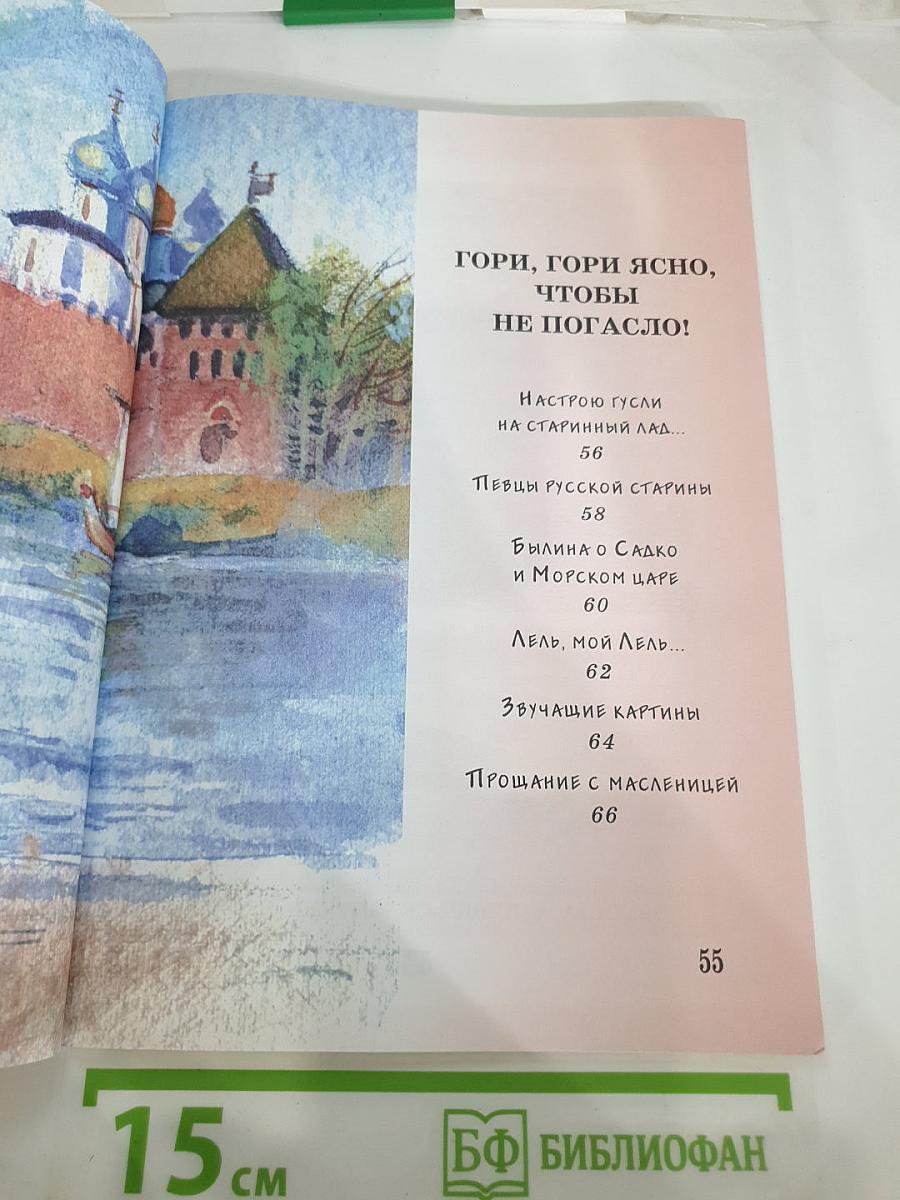 ГОРИ, ГОРИ ЯСНО,
ЧТОБЫ
НЕ ПОГАСЛО!
Настрою гусли
на старинный лад...
56
Певцы русской старины
58
Былина о Садко
и Морском царе
60
Лель, мой Лель...
62
Звучащие картины
64
Прощание с масленицей
66
55
15 см
БФ БИБЛИОФАН